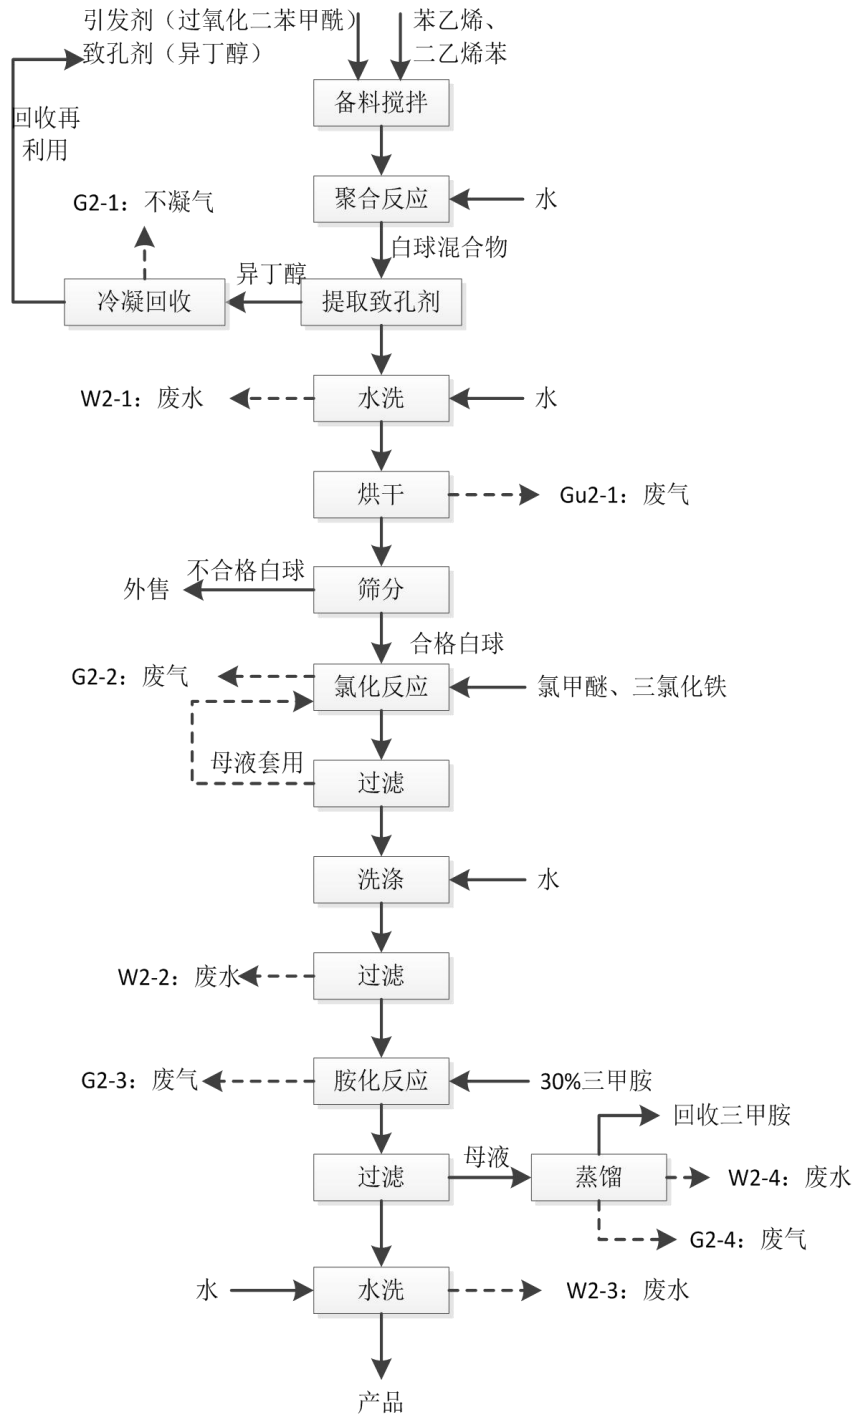 引发剂（过氧化二苯甲酰）
致孔剂（异丁醇）
苯乙烯、
二乙烯苯
备料搅拌
回收再
利用
聚合反应
水
G2-1：不凝气
白球混合物
异丁醇
冷凝回收
提取致孔剂
W2-1：废水
水洗
水
烘干
Gu2-1：废气
不合格白球
外售
筛分
合格白球
G2-2：废气
氯化反应
氯甲醚、三氯化铁
母液套用
过滤
洗涤
水
W2-2：废水
过滤
G2-3：废气
胺化反应
30%三甲胺
回收三甲胺
过滤
母液
蒸馏
W2-4：废水
G2-4：废气
水
水洗
W2-3：废水
产品